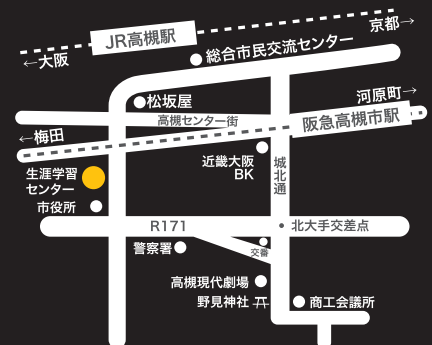 京都→
JR高槻駅
←大阪
総合市民交流センター
河原町→
松坂屋
高槻センター街
阪急高槻市駅
←梅田
近畿大阪
BK
城北通
生涯学習
センター
市役所
R171
北大手交差点
警察署
交番
高槻現代劇場
野見神社
商工会議所